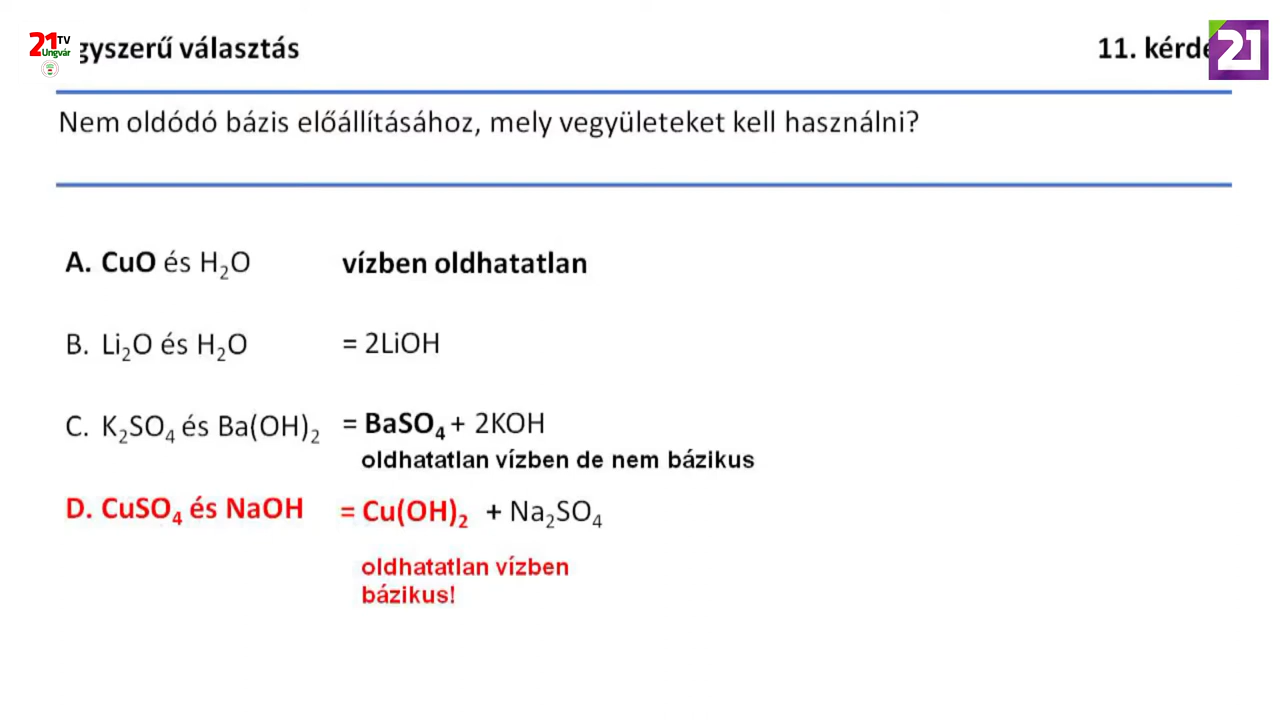 21 TV
Ungvár
gyszerű választás
11. kérdé
21
Nem oldódó bázis előállításához, mely vegyületeket kell használni?
A. CuO és H₂O vízben oldhatatlan
B. Li₂O és H₂O = 2LiOH
C. K₂SO₄ és Ba(OH)₂ = BaSO₄ + 2KOH
oldhatatlan vízben de nem bázikus
D. CuSO₄ és NaOH = Cu(OH)₂ + Na₂SO₄
oldhatatlan vízben
bázikus!